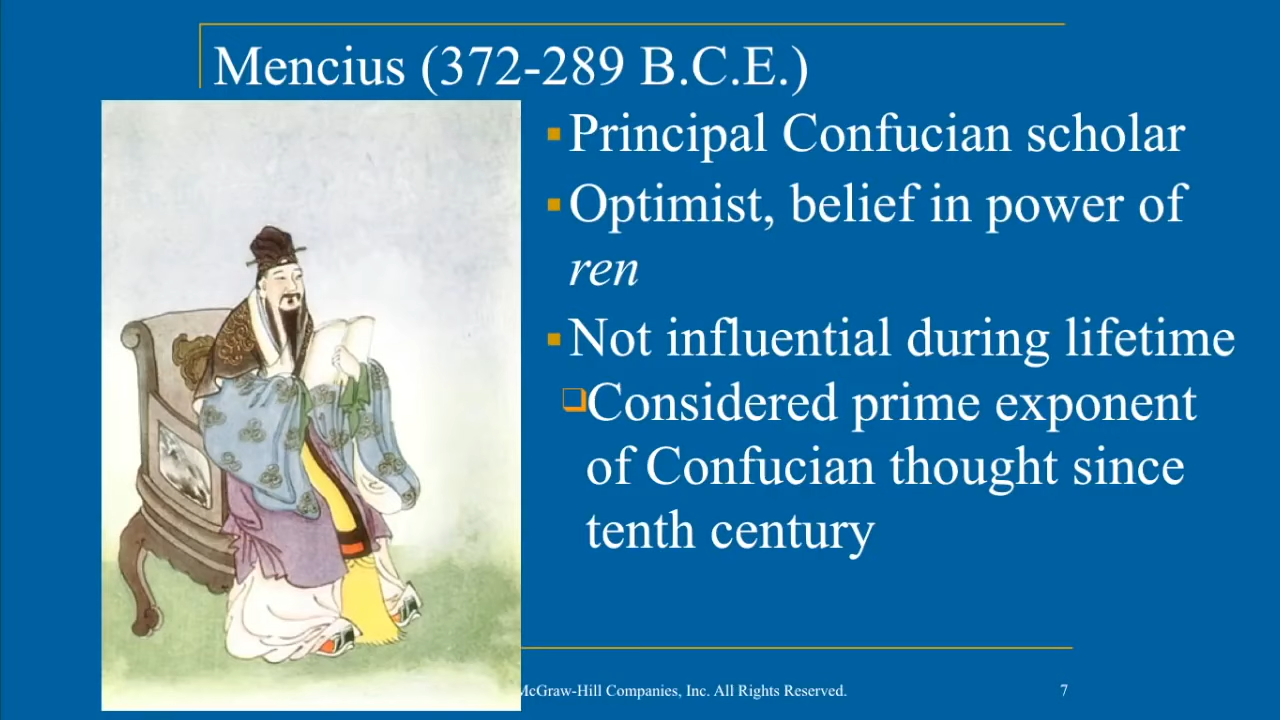 Mencius (372-289 B.C.E.)
Principal Confucian scholar
Optimist, belief in power of
ren
Not influential during lifetime
Considered prime exponent
of Confucian thought since
tenth century
McGraw-Hill Companies, Inc. All Rights Reserved.
7